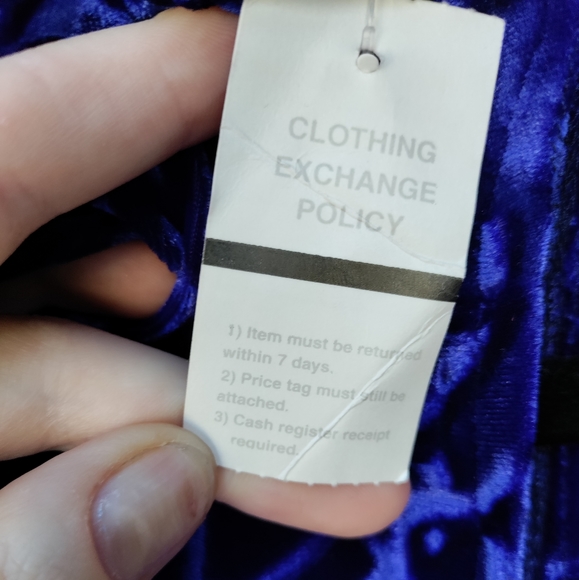 CLOTHING
EXCHANGE
POLICY
1) Item must be returned
within 7 days.
2) Price tag must still be
attached.
3) Cash register receipt
required.